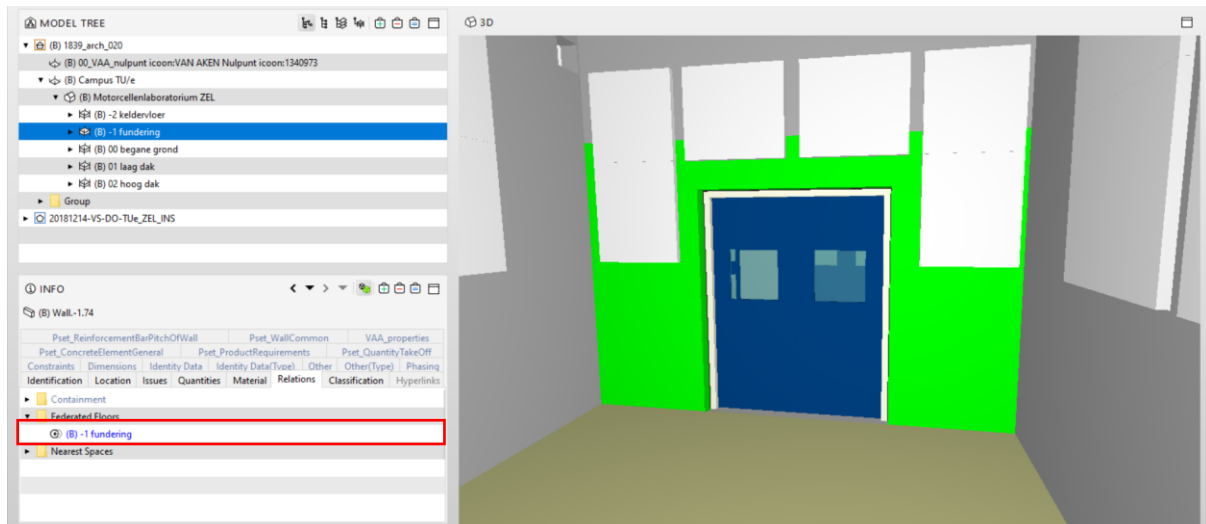 MODEL TREE
(B) 1839_arch_020
(B) 00_VAA_nulpunt icoon:VAN AKEN Nulpunt icoon:1340973
(B) Campus TU/e
(B) Motorcellenlaboratorium ZEL
(B) -2 keldervloer
(B) -1 fundering
(B) 00 begane grond
(B) 01 laag dak
(B) 02 hoog dak
Group
20181214-VS-DO-TUe_ZEL_INS
INFO
(B) Wall.-1.74
Pset_ReinforcementBarPitchOfWall Pset_WallCommon VAA_properties
Pset_ConcreteElementGeneral Pset_ProductRequirements Pset_QuantityTakeOff
Constraints Dimensions Identity Data Identity Data(Type) Other Other(Type) Phasing
Identification Location Issues Quantities Material Relations Classification Hyperlinks
Containment
Federated Floors
(B) -1 fundering
Nearest Spaces
3D